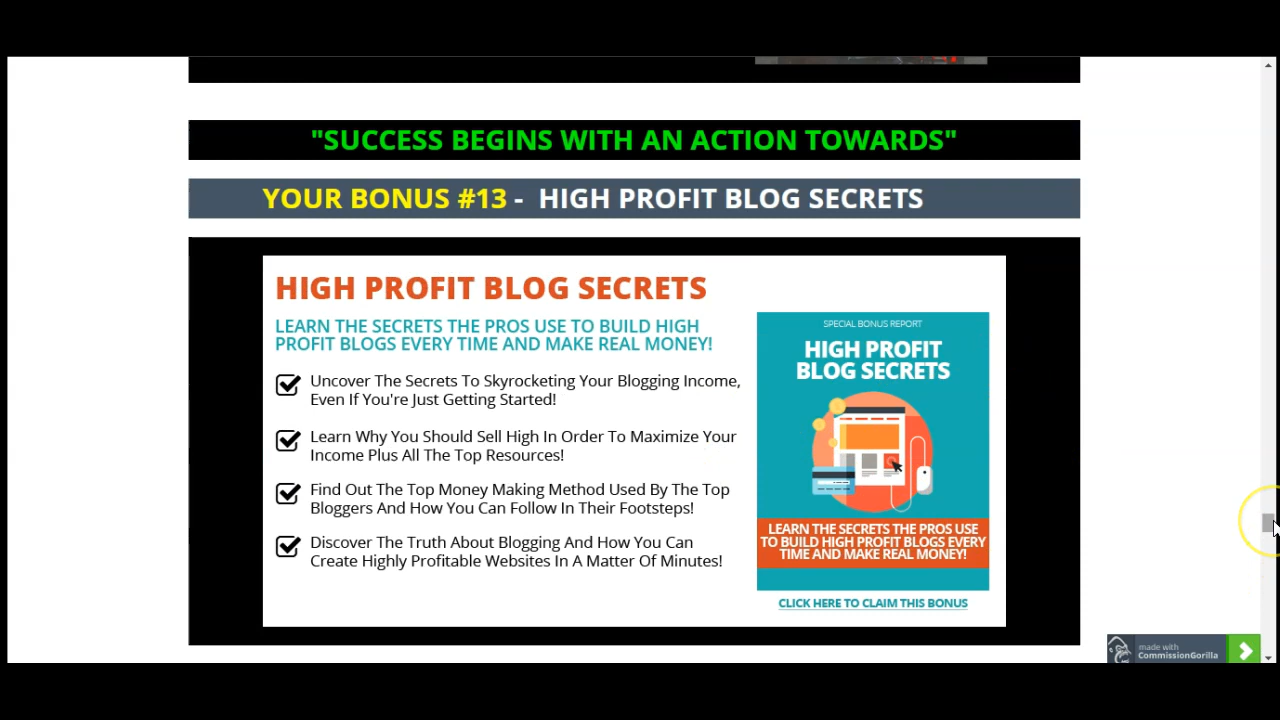 "SUCCESS BEGINS WITH AN ACTION TOWARDS"
YOUR BONUS #13 - HIGH PROFIT BLOG SECRETS
HIGH PROFIT BLOG SECRETS
LEARN THE SECRETS THE PROS USE TO BUILD HIGH
PROFIT BLOGS EVERY TIME AND MAKE REAL MONEY!
Uncover The Secrets To Skyrocketing Your Blogging Income,
Even If You're Just Getting Started!
Learn Why You Should Sell High In Order To Maximize Your
Income Plus All The Top Resources!
Find Out The Top Money Making Method Used By The Top
Bloggers And How You Can Follow In Their Footsteps!
Discover The Truth About Blogging And How You Can
Create Highly Profitable Websites In A Matter Of Minutes!
SPECIAL BONUS REPORT
HIGH PROFIT
BLOG SECRETS
LEARN THE SECRETS THE PROS USE
TO BUILD HIGH PROFIT BLOGS EVERY
TIME AND MAKE REAL MONEY!
CLICK HERE TO CLAIM THIS BONUS
made with
CommissionGorilla